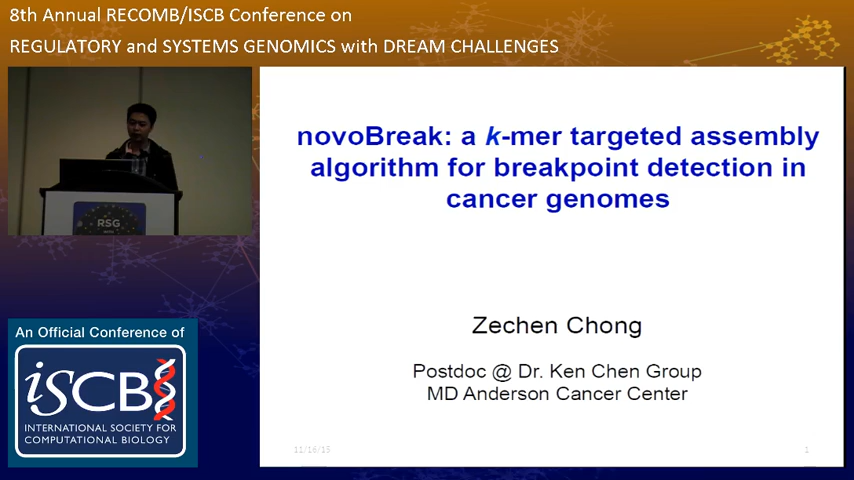 8th Annual RECOMB/ISCB Conference on
REGULATORY and SYSTEMS GENOMICS with DREAM CHALLENGES
RSG
novoBreak: a k-mer targeted assembly
algorithm for breakpoint detection in
cancer genomes
Zechen Chong
Postdoc @ Dr. Ken Chen Group
MD Anderson Cancer Center
11/16/15
1
An Official Conference of
iSCB
INTERNATIONAL SOCIETY FOR
COMPUTATIONAL BIOLOGY